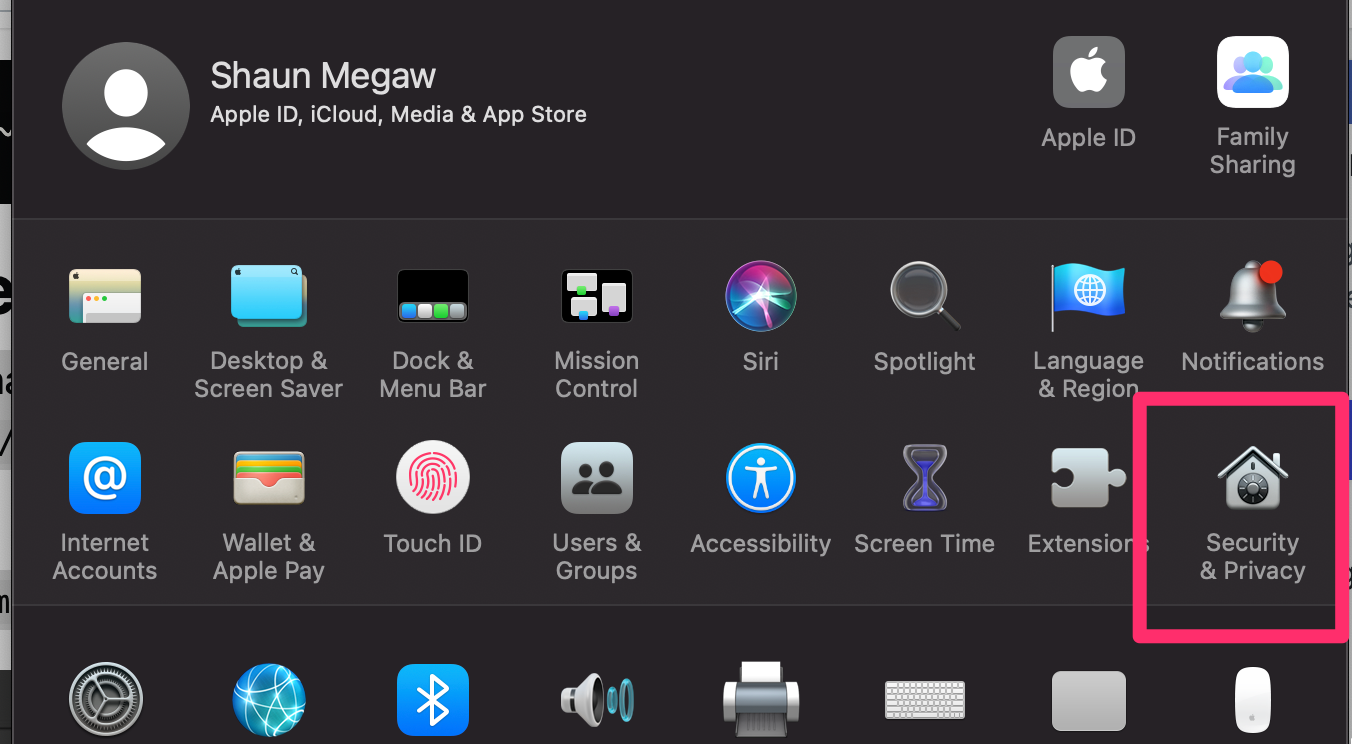 Shaun Megaw
Apple ID, iCloud, Media & App Store
Apple ID
Family
Sharing
General
Desktop &
Screen Saver
Dock &
Menu Bar
Mission
Control
Siri
Spotlight
Language
& Region
Notifications
Internet
Accounts
Wallet &
Apple Pay
Touch ID
Users &
Groups
Accessibility
Screen Time
Extensions
Security
& Privacy